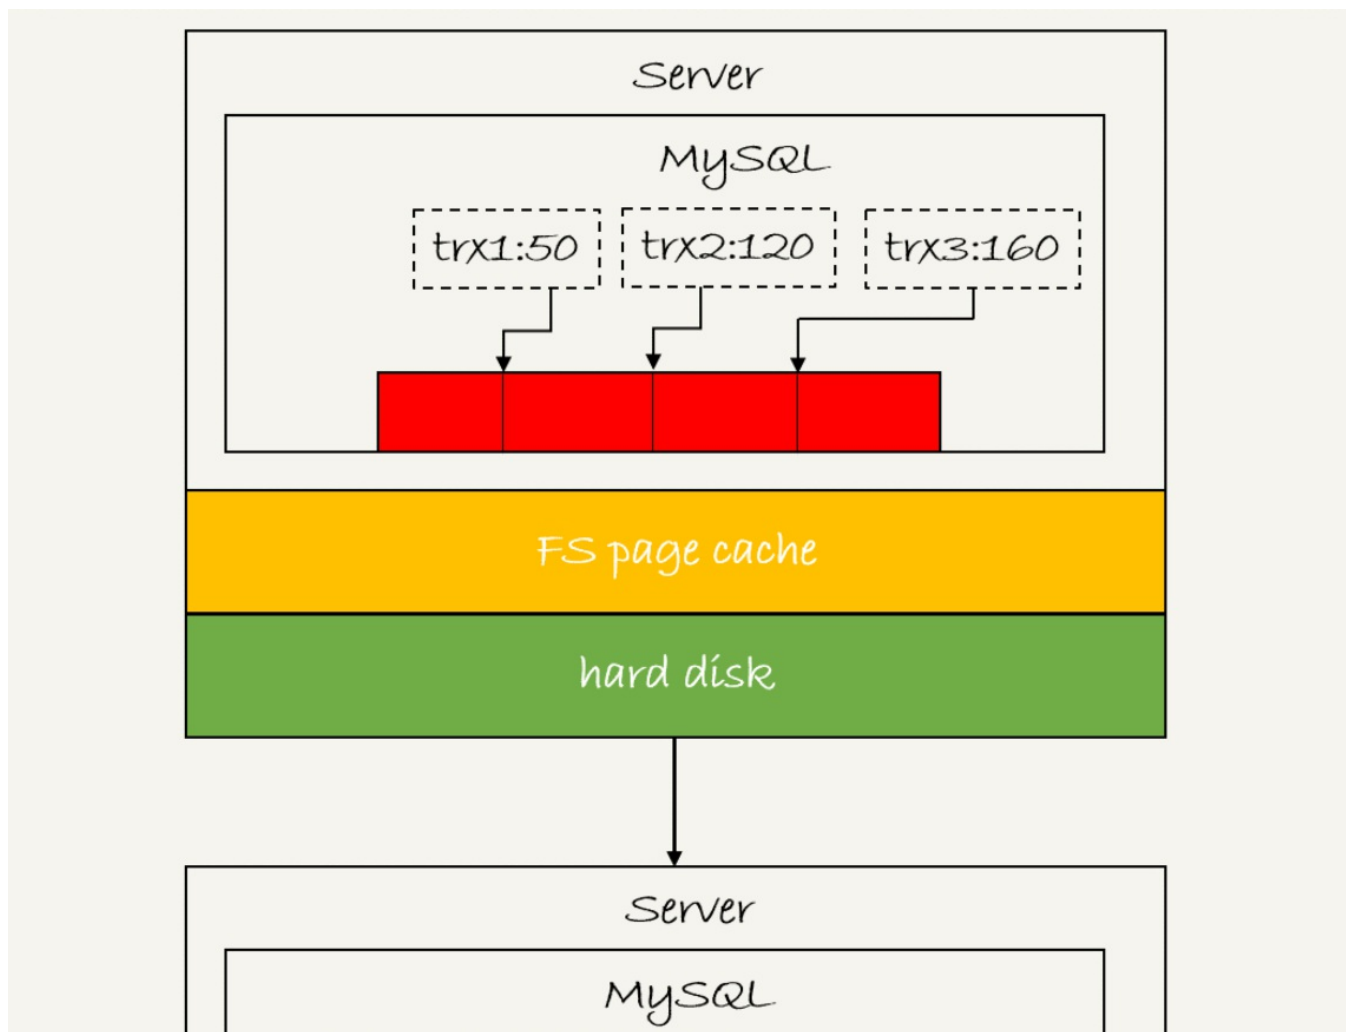 Server
MySQL
trx1:50 trx2:120 trx3:160
FS page cache
hard disk
Server
MySQL